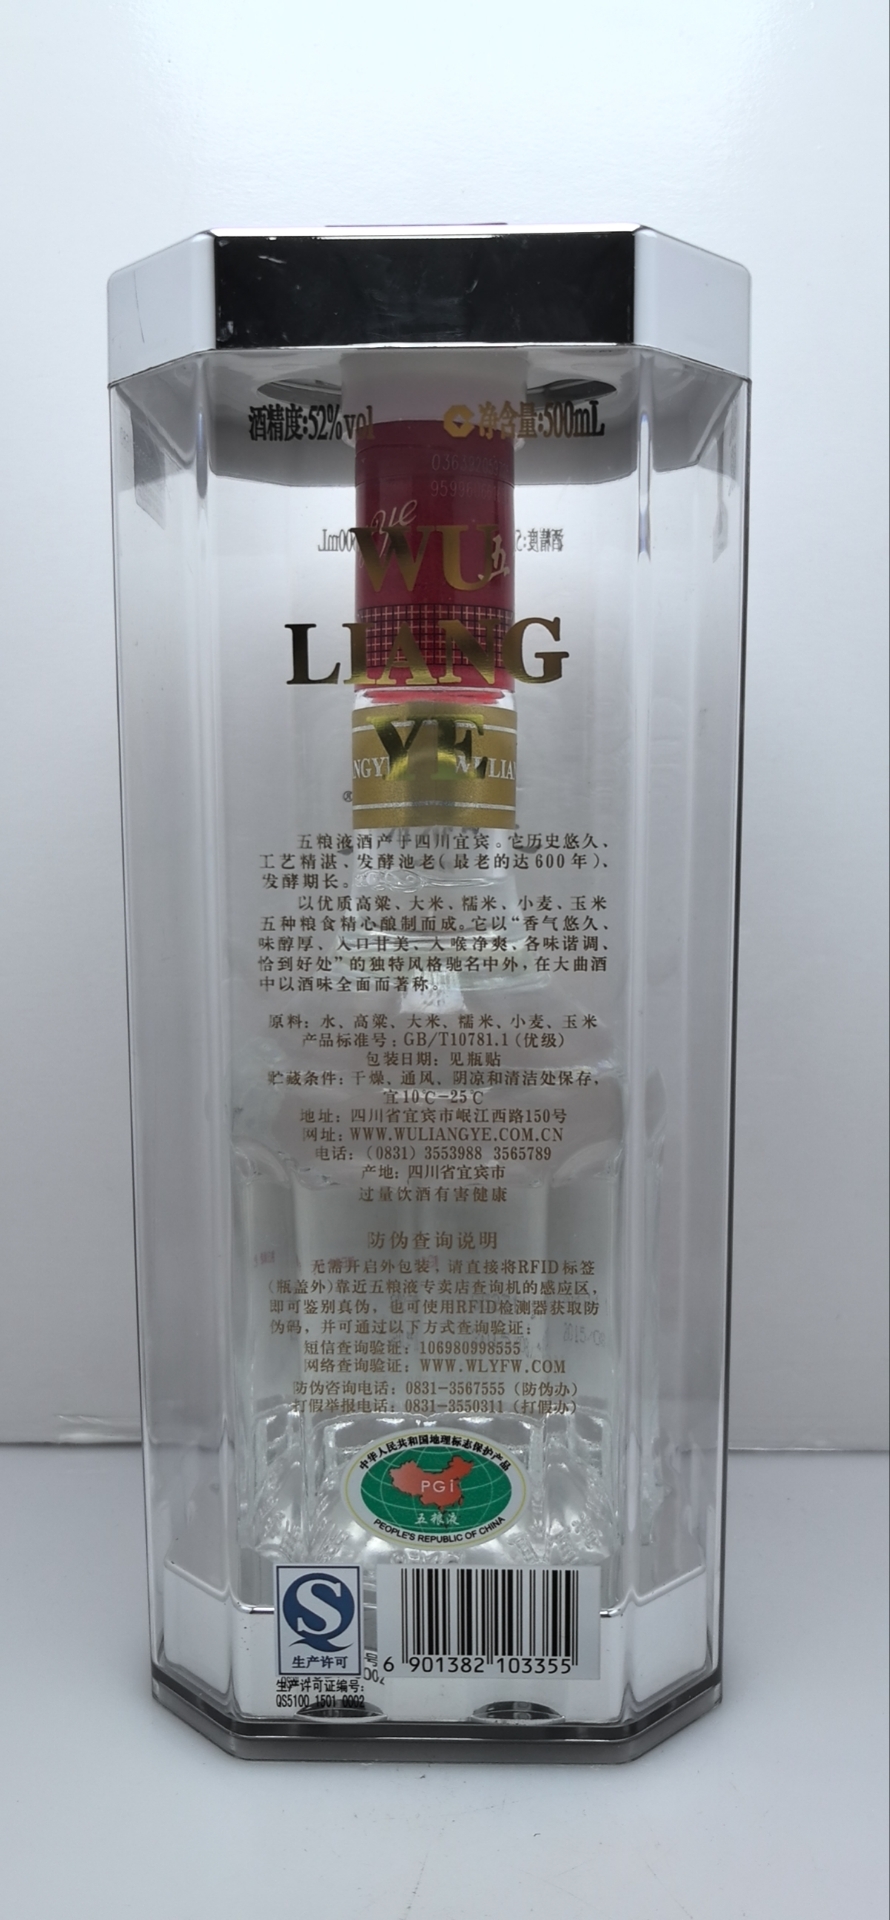 酒精度:52%vol 净含量:500mL
WU
LIANG
YE
五粮液酒产于四川宜宾。它历史悠久、
工艺精湛、发酵池老(最老的达600年)、
发酵期长。
以优质高粱、大米、糯米、小麦、玉米
五种粮食精心酿制而成。它以“香气悠久、
味醇厚、入口甘美、入喉净爽、各味谐调、
恰到好处”的独特风格驰名中外,在大曲酒
中以酒味全面而著称。
原料:水、高粱、大米、糯米、小麦、玉米
产品标准号:GB/T10781.1(优级)
包装日期:见瓶贴
贮藏条件:干燥、通风、阴凉和清洁处保存,
宜10℃-25℃
地址:四川省宜宾市岷江西路150号
网址:WWW.WULIANGYE.COM.CN
电话:(0831)3553988 3565789
产地:四川省宜宾市
过量饮酒有害健康
防伪查询说明
无需开启外包装,请直接将RFID标签
(瓶盖外)靠近五粮液专卖店查询机的感应区,
即可鉴别真伪,也可使用RFID检测器获取防
伪码,并可通过以下方式查询验证:
短信查询验证:106980998555
网络查询验证:WWW.WLYFW.COM
防伪咨询电话:0831-3567555(防伪办)
打假举报电话:0831-3550311(打假办)
中华人民共和国地理标志保护产品
PGI
五粮液
PEOPLE'S REPUBLIC OF CHINA
生产许可
6 901382 103355
生产许可证编号:
QS5100 1501 0002